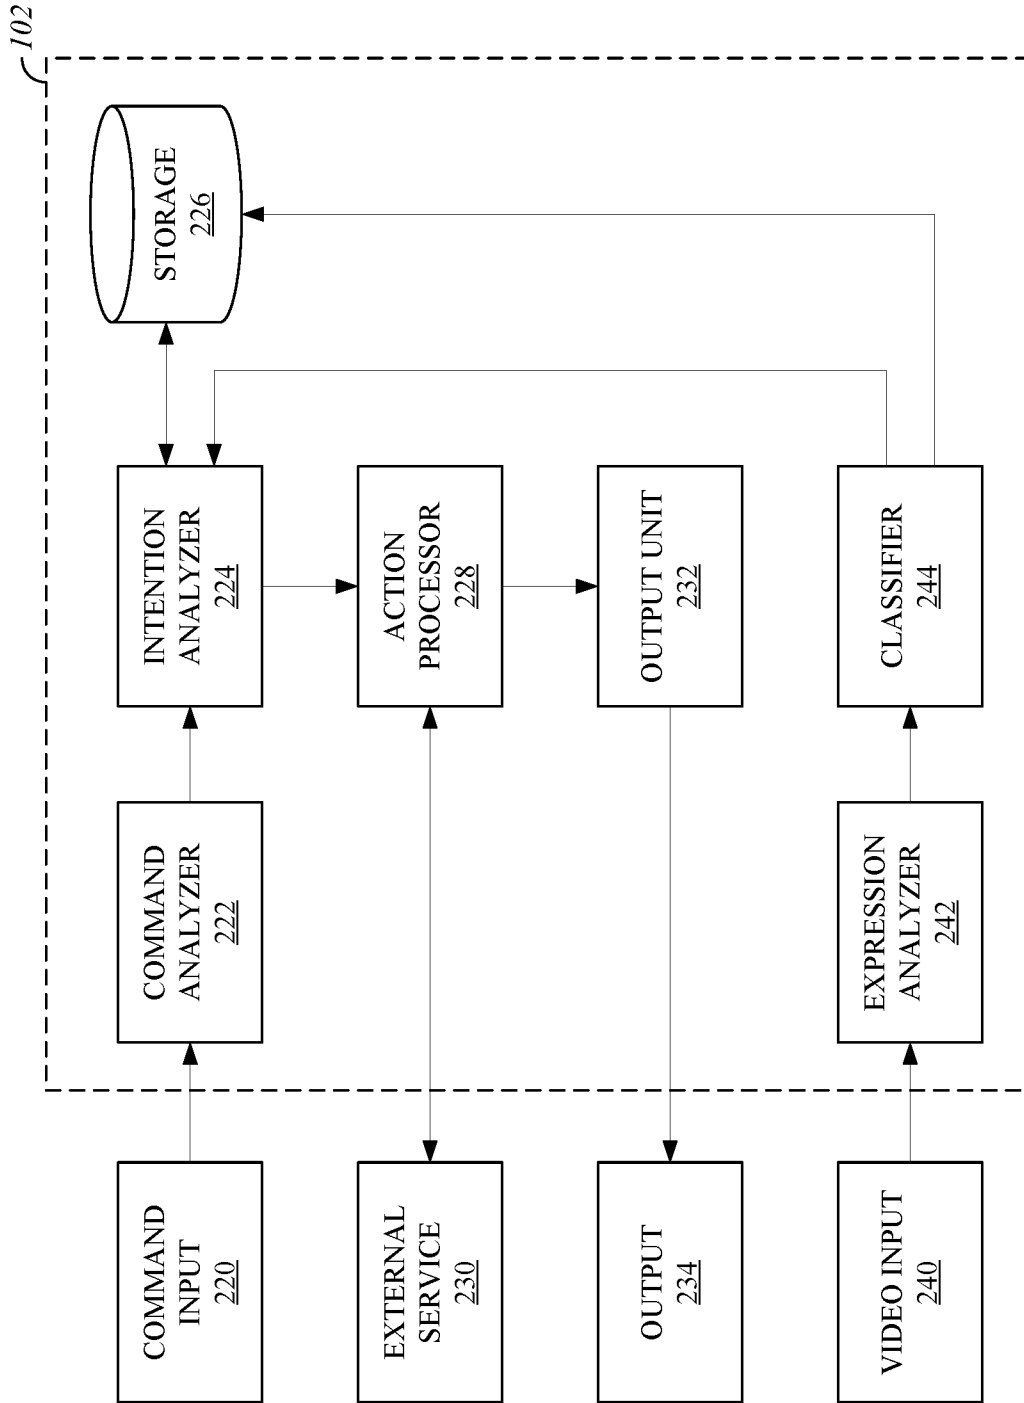 102
COMMAND
INPUT
220
COMMAND
ANALYZER
222
INTENTION
ANALYZER
224
STORAGE
226
EXTERNAL
SERVICE
230
ACTION
PROCESSOR
228
OUTPUT
234
OUTPUT UNIT
232
VIDEO INPUT
240
EXPRESSION
ANALYZER
242
CLASSIFIER
244